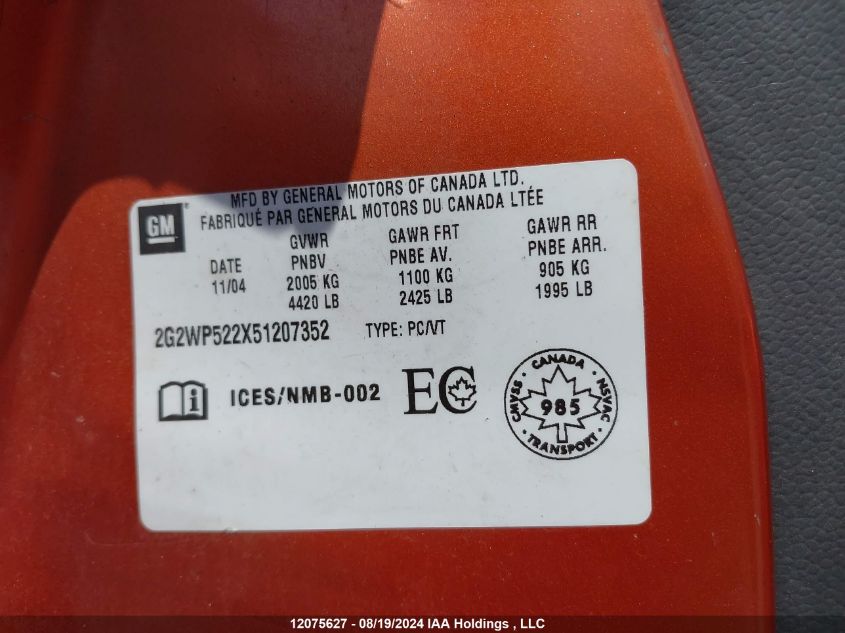 MFD BY GENERAL MOTORS OF CANADA LTD.
FABRIQUÉ PAR GENERAL MOTORS DU CANADA LTÉE
GM ®
DATE
11/04
GVWR
PNBV
2005 KG
4420 LB
GAWR FRT
PNBE AV.
1100 KG
2425 LB
GAWR RR
PNBE ARR.
905 KG
1995 LB
2G2WP522X51207352 TYPE: PC/VT
i ICES/NMB-002 EC
· CANADA ·
CMVSS 985 NSVAC
· TRANSPORT ·
12075627 - 08/19/2024 IAA Holdings , LLC